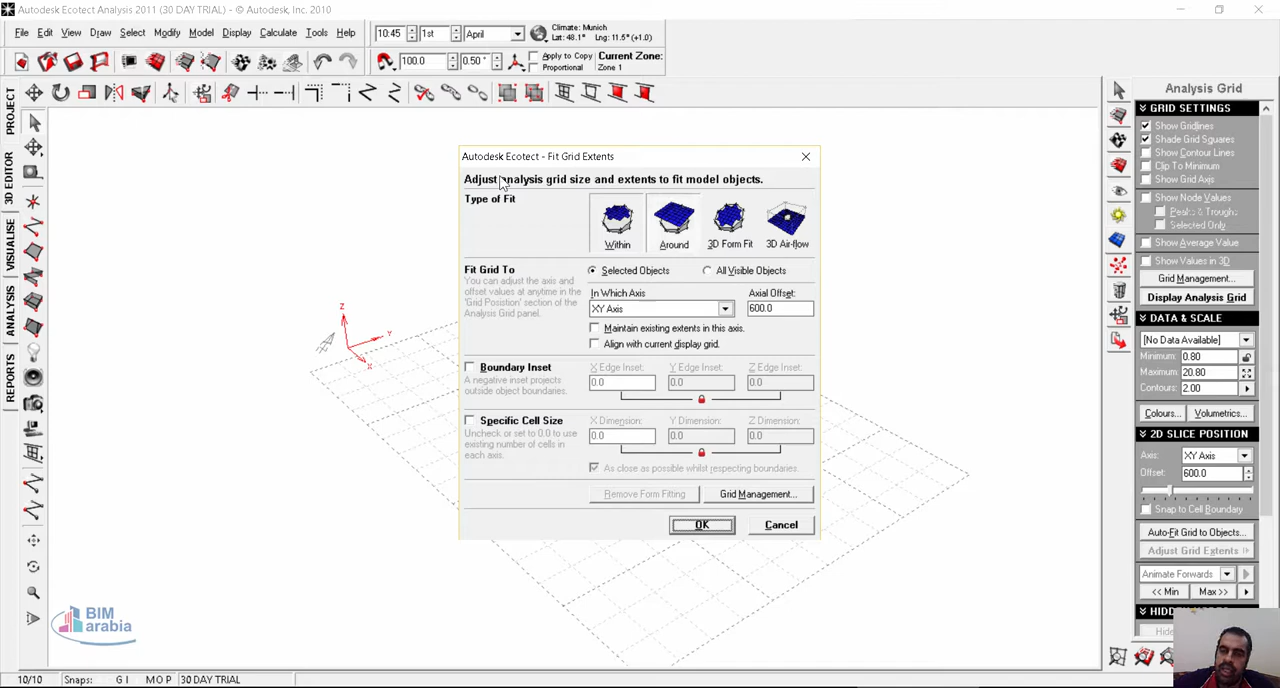 Autodesk Ecotect Analysis 2011 (30 DAY TRIAL) - © Autodesk, Inc. 2010
File Edit View Draw Select Modify Model Display Calculate Tools Help
10:45 1st April
Climate: Munich
Lat: 48.1° Lng: 11.5° (+1.0)
100.0 0.50 °
Apply to Copy
Proportional
Current Zone:
Zone 1
PROJECT
3D EDITOR
VISUALISE
ANALYSIS
REPORTS
Z
Y
X
Autodesk Ecotect - Fit Grid Extents
Adjust analysis grid size and extents to fit model objects.
Type of Fit
Within Around 3D Form Fit 3D Air-flow
Fit Grid To
You can adjust the axis and
offset values at anytime in the
'Grid Position' section of the
Analysis Grid panel.
Selected Objects All Visible Objects
In Which Axis Axial Offset:
XY Axis 600.0
Maintain existing extents in this axis.
Align with current display grid.
Boundary Inset
A negative inset projects
outside object boundaries.
X Edge Inset: Y Edge Inset: Z Edge Inset:
0.0 0.0 0.0
Specific Cell Size
Uncheck or set to 0.0 to use
existing number of cells in
each axis.
X Dimension: Y Dimension: Z Dimension:
0.0 0.0 0.0
As close as possible whilst respecting boundaries.
Remove Form Fitting Grid Management...
OK Cancel
Analysis Grid
GRID SETTINGS
Show Gridlines
Shade Grid Squares
Show Contour Lines
Clip To Minimum
Show Grid Axis
Show Node Values
Peaks & Troughs
Selected Only
Show Average Value
Show Values in 3D
Grid Management...
Display Analysis Grid
DATA & SCALE
[No Data Available]
Minimum: 0.80
Maximum: 20.80
Contours: 2.00
Colours... Volumetrics...
2D SLICE POSITION
Axis: XY Axis
Offset: 600.0
Snap to Cell Boundary
Auto-Fit Grid to Objects...
Adjust Grid Extents
Animate Forwards
<< Min Max >>
BIM
arabia
10/10 Snaps: G I M O P 30 DAY TRIAL